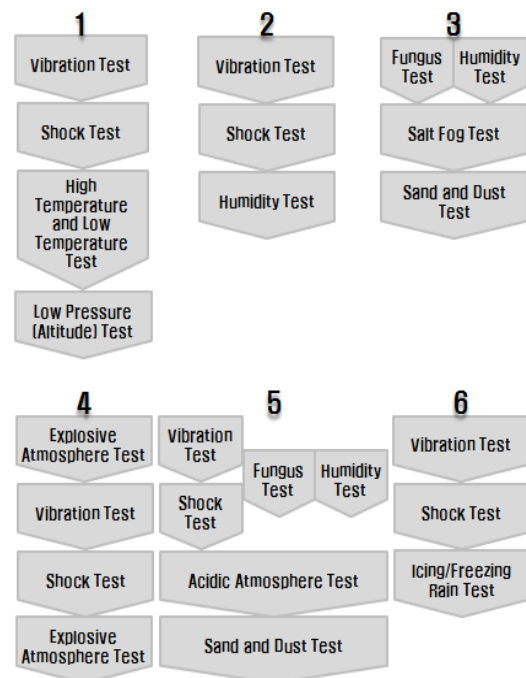 1
Vibration Test
Shock Test
High
Temperature
and Low
Temperature
Test
Low Pressure
(Altitude) Test
2
Vibration Test
Shock Test
Humidity Test
3
Fungus
Test
Humidity
Test
Salt Fog Test
Sand and Dust
Test
4
Explosive
Atmosphere Test
Vibration Test
Shock Test
Explosive
Atmosphere Test
5
Vibration
Test
Shock
Test
Fungus
Test
Humidity
Test
Acidic Atmosphere Test
Sand and Dust Test
6
Vibration Test
Shock Test
Icing/Freezing
Rain Test